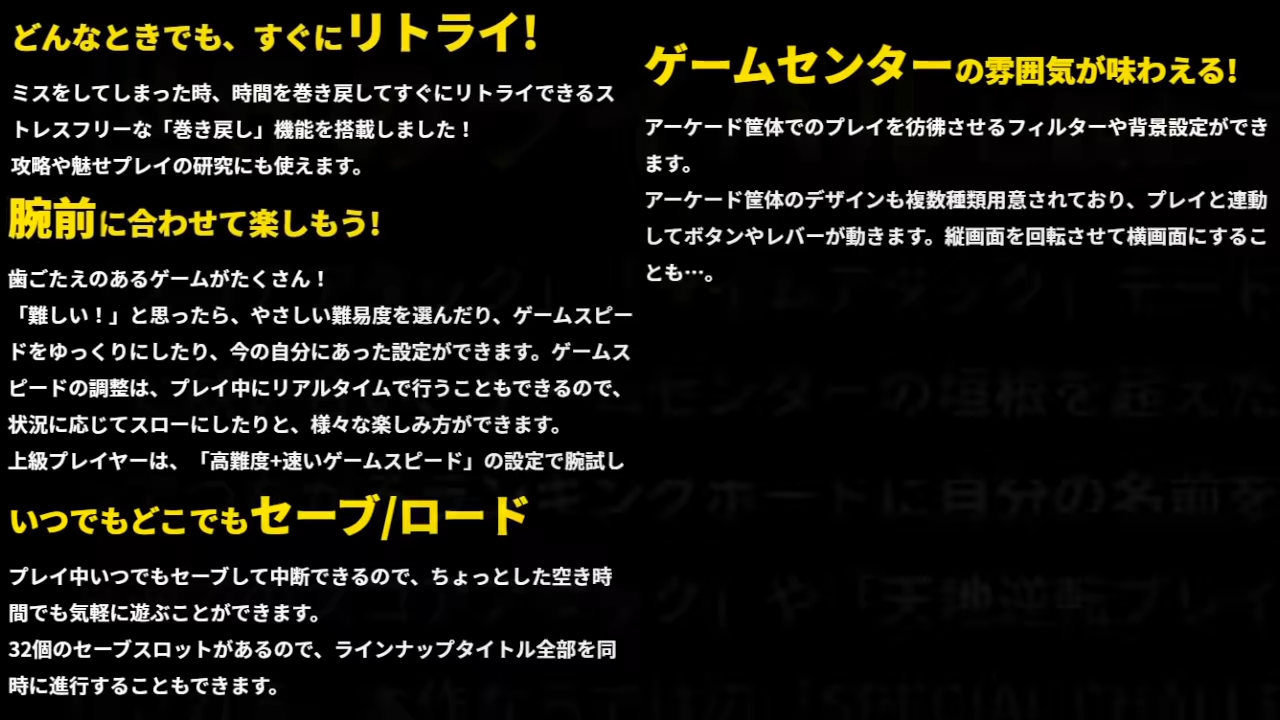 どんなときでも、すぐにリトライ!
ミスをしてしまった時、時間を巻き戻してすぐにリトライできるス
トレスフリーな「巻き戻し」機能を搭載しました！
攻略や魅せプレイの研究にも使えます。
腕前に合わせて楽しもう!
歯ごたえのあるゲームがたくさん！
「難しい！」と思ったら、やさしい難易度を選んだり、ゲームスピー
ドをゆっくりにしたり、今の自分にあった設定ができます。ゲームス
ピードの調整は、プレイ中にリアルタイムで行うこともできるので、
状況に応じてスローにしたりと、様々な楽しみ方ができます。
上級プレイヤーは、「高難度+速いゲームスピード」の設定で腕試し
いつでもどこでもセーブ/ロード
プレイ中いつでもセーブして中断できるので、ちょっとした空き時
間でも気軽に遊ぶことができます。
32個のセーブスロットがあるので、ラインナップタイトル全部を同
時に進行することもできます。
ゲームセンターの雰囲気が味わえる!
アーケード筐体でのプレイを彷彿させるフィルターや背景設定ができ
ます。
アーケード筐体のデザインも複数種類用意されており、プレイと連動
してボタンやレバーが動きます。縦画面を回転させて横画面にするこ
とも…。